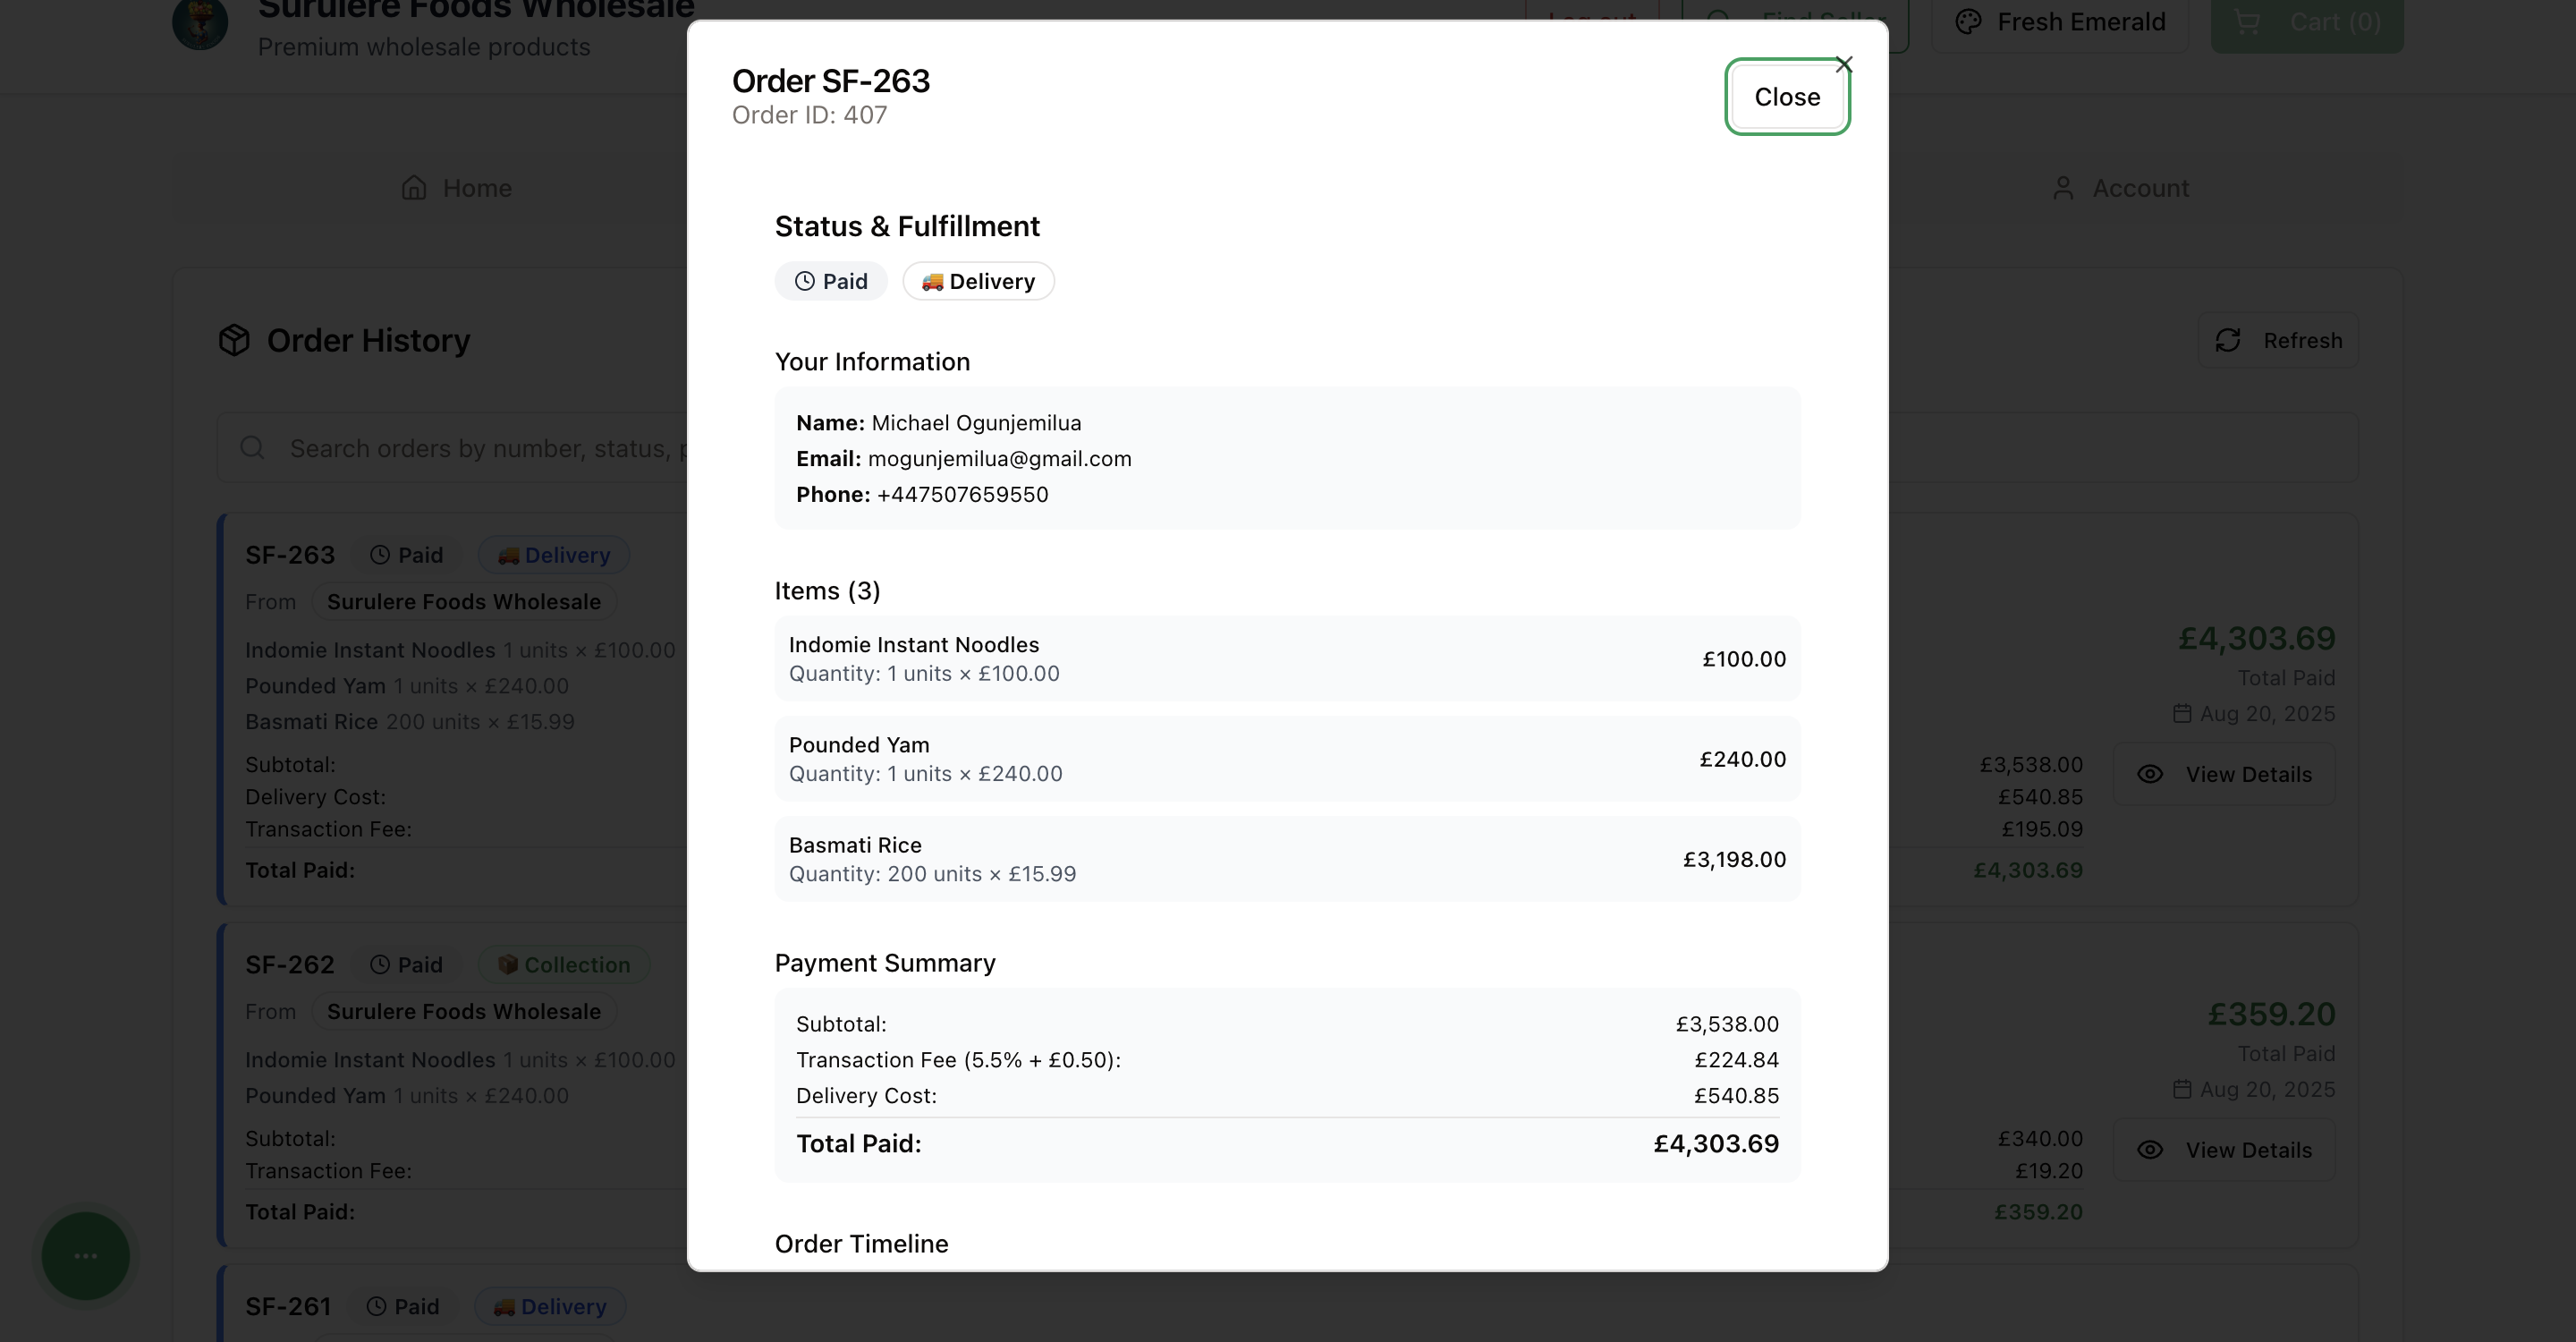 Surulere Foods Wholesale
Premium wholesale products
Log out
Find Seller
Fresh Emerald
Cart (0)
Home
Account
Order History
Refresh
Search orders by number, status, p
SF-263 Paid 🚚 Delivery
From Surulere Foods Wholesale
Indomie Instant Noodles 1 units × £100.00
Pounded Yam 1 units × £240.00
Basmati Rice 200 units × £15.99
Subtotal: £3,538.00
Delivery Cost: £540.85
Transaction Fee: £195.09
Total Paid: £4,303.69
£4,303.69
Total Paid
Aug 20, 2025
View Details
SF-262 Paid 📦 Collection
From Surulere Foods Wholesale
Indomie Instant Noodles 1 units × £100.00
Pounded Yam 1 units × £240.00
Subtotal: £340.00
Transaction Fee: £19.20
Total Paid: £359.20
£359.20
Total Paid
Aug 20, 2025
View Details
SF-261 Paid 🚚 Delivery
Order SF-263
Order ID: 407
Close
Status & Fulfillment
Paid 🚚 Delivery
Your Information
Name: Michael Ogunjemilua
Email: mogunjemilua@gmail.com
Phone: +447507659550
Items (3)
Indomie Instant Noodles
Quantity: 1 units × £100.00
£100.00
Pounded Yam
Quantity: 1 units × £240.00
£240.00
Basmati Rice
Quantity: 200 units × £15.99
£3,198.00
Payment Summary
Subtotal: £3,538.00
Transaction Fee (5.5% + £0.50): £224.84
Delivery Cost: £540.85
Total Paid: £4,303.69
Order Timeline